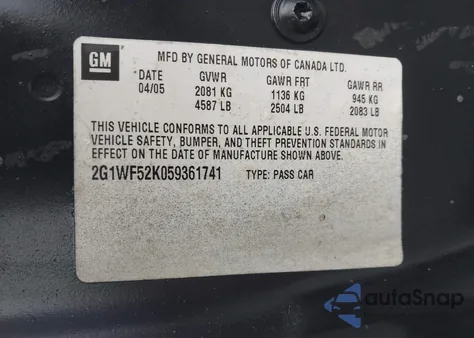 GM
MFD BY GENERAL MOTORS OF CANADA LTD.
DATE GVWR GAWR FRT GAWR RR
04/05 2081 KG 1136 KG 945 KG
4587 LB 2504 LB 2083 LB
THIS VEHICLE CONFORMS TO ALL APPLICABLE U.S. FEDERAL MOTOR
VEHICLE SAFETY, BUMPER, AND THEFT PREVENTION STANDARDS
IN EFFECT ON THE DATE OF MANUFACTURE SHOWN ABOVE.
2G1WF52K059361741 TYPE: PASS CAR
autoSnap